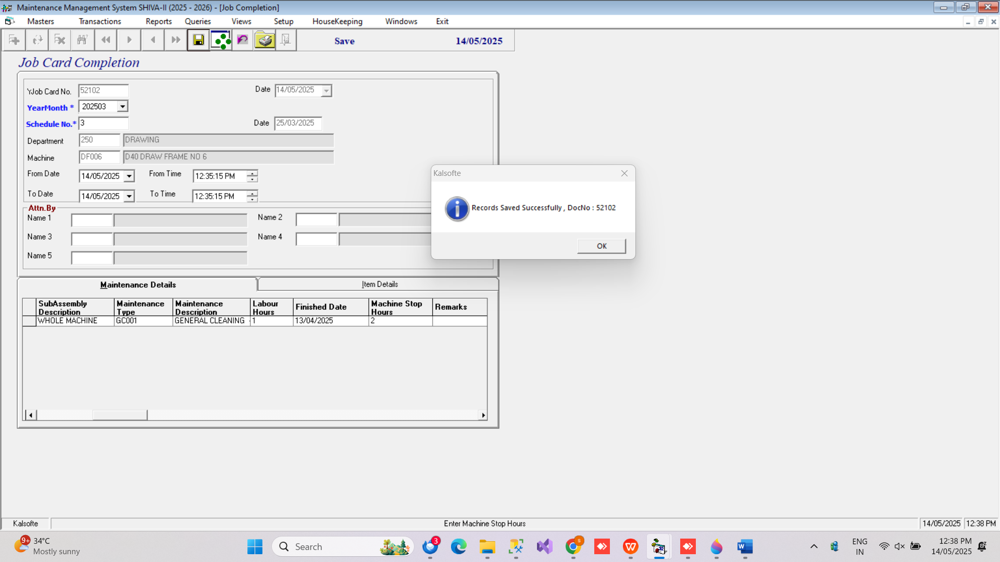 Maintenance Management System SHIVA-II (2025 - 2026) - [Job Completion]
Masters Transactions Reports Queries Views Setup HouseKeeping Windows Exit
Save 14/05/2025
Job Card Completion
YJob Card No. 52102 Date 14/05/2025
YearMonth * 202503
Schedule No.* 3 Date 25/03/2025
Department 250 DRAWING
Machine DF006 D40 DRAW FRAME NO 6
From Date 14/05/2025 From Time 12:35:15 PM
To Date 14/05/2025 To Time 12:35:15 PM
Attn.By
Name 1 Name 2
Name 3 Name 4
Name 5
Kalsofte
Records Saved Successfully , DocNo : 52102
OK
Maintenance Details Item Details
SubAssembly Description Maintenance Type Maintenance Description Labour Hours Finished Date Machine Stop Hours Remarks
WHOLE MACHINE GC001 GENERAL CLEANING - 1 13/04/2025 2
Kalsofte Enter Machine Stop Hours 14/05/2025 12:38 PM
9+ 34°C
Mostly sunny
Search
3
S
ENG
IN
12:38 PM
14/05/2025